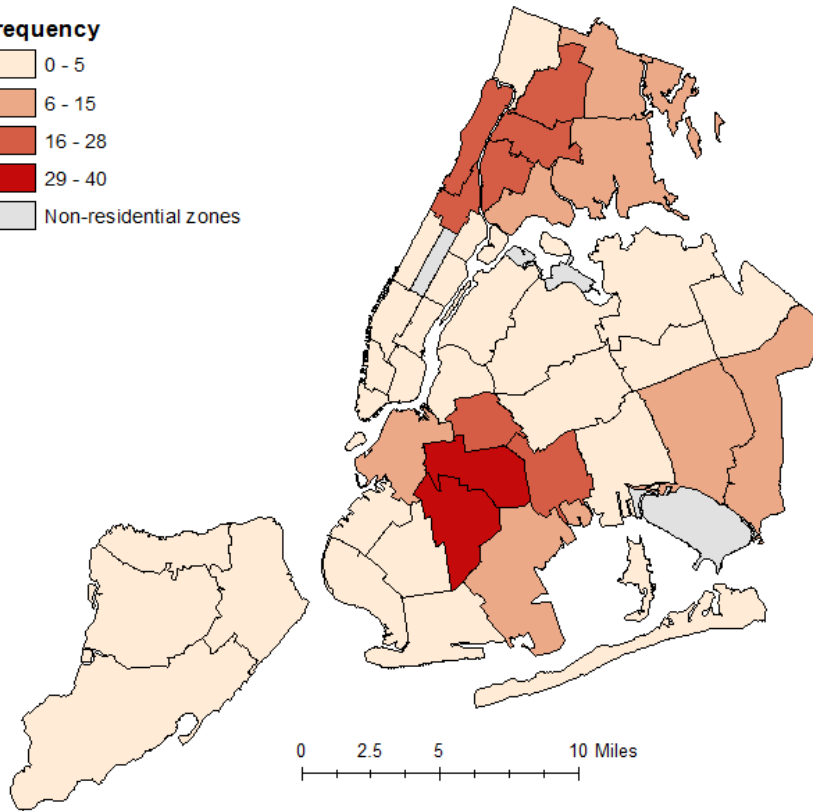 requency
0 - 5
6 - 15
16 - 28
29 - 40
Non-residential zones
0 2.5 5 10 Miles